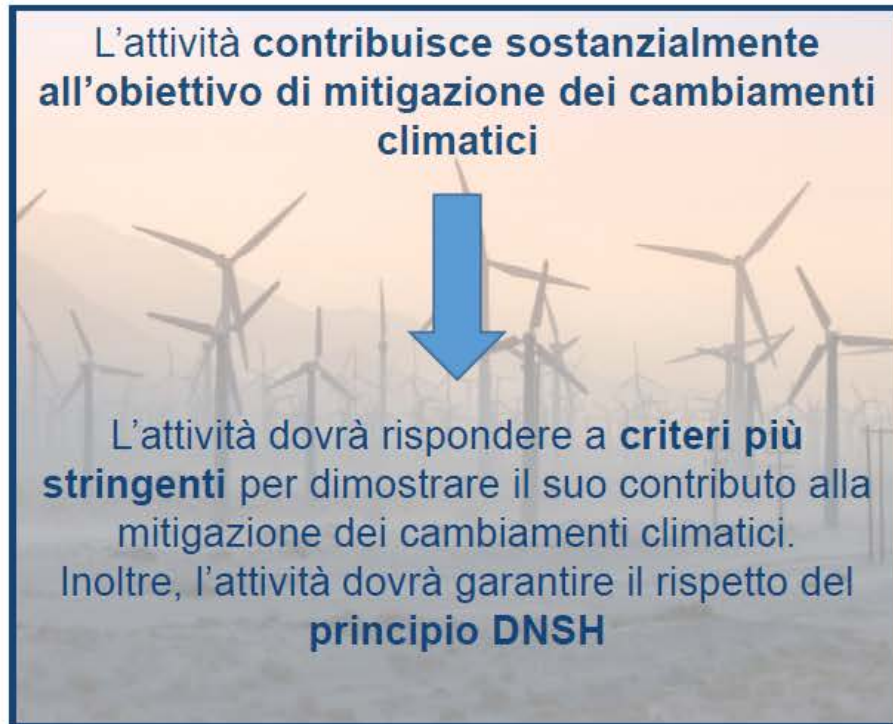 L'attività contribuisce sostanzialmente
all'obiettivo di mitigazione dei cambiamenti
climatici
L'attività dovrà rispondere a criteri più
stringenti per dimostrare il suo contributo alla
mitigazione dei cambiamenti climatici.
Inoltre, l'attività dovrà garantire il rispetto del
principio DNSH